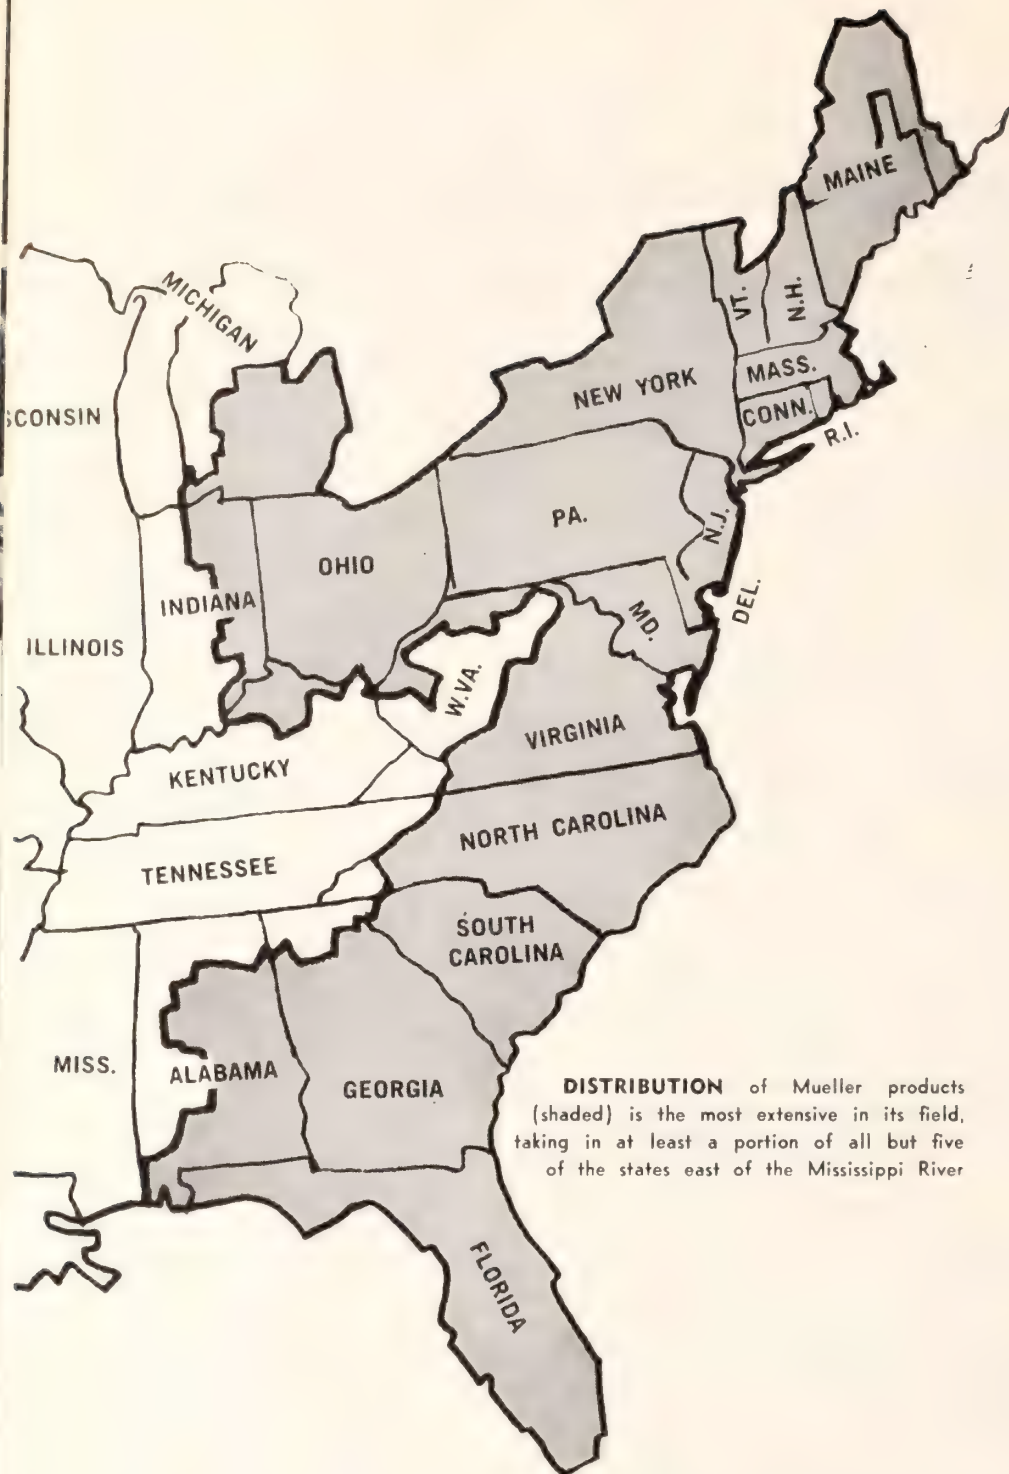 MAINE
MICHIGAN
VT.
N.H.
MASS.
NEW YORK
SCONSIN
CONN.
R.I.
PA.
N.J.
OHIO
DEL.
INDIANA
MD.
ILLINOIS
W.VA.
VIRGINIA
KENTUCKY
NORTH CAROLINA
TENNESSEE
SOUTH
CAROLINA
MISS.
ALABAMA
GEORGIA
DISTRIBUTION of Mueller products
(shaded) is the most extensive in its field,
taking in at least a portion of all but five
of the states east of the Mississippi River
FLORIDA